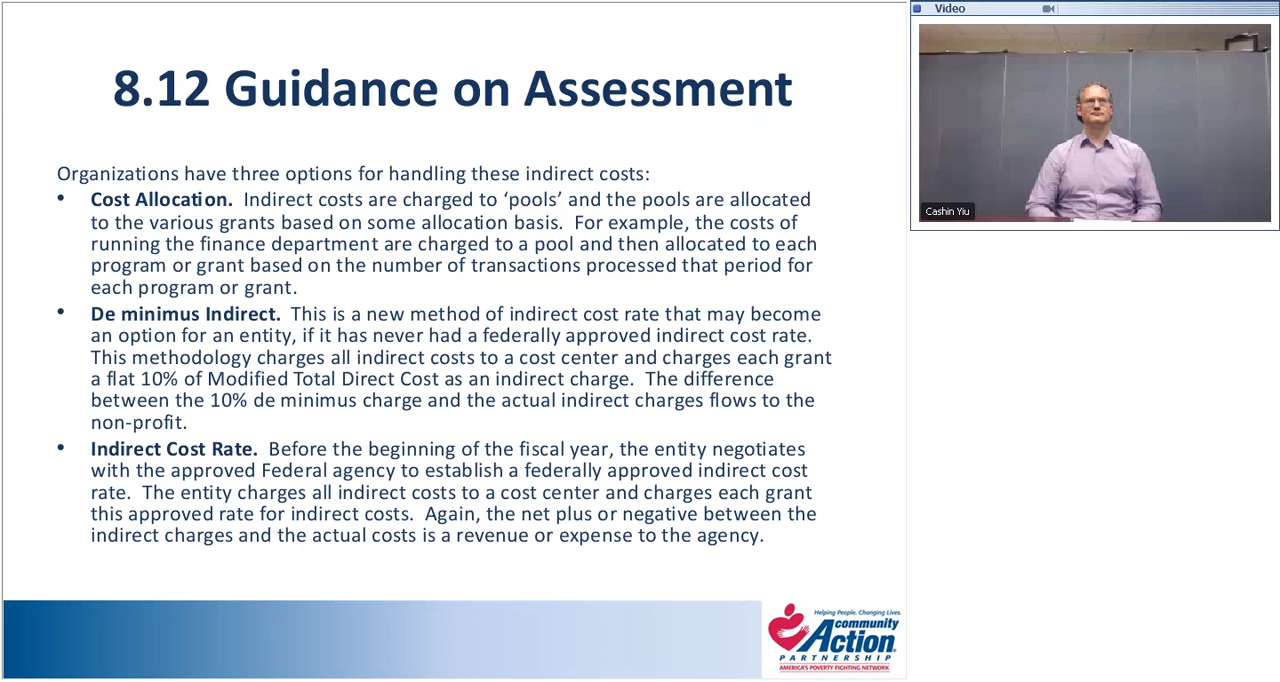 8.12 Guidance on Assessment
Organizations have three options for handling these indirect costs:
• Cost Allocation. Indirect costs are charged to ‘pools’ and the pools are allocated
to the various grants based on some allocation basis. For example, the costs of
running the finance department are charged to a pool and then allocated to each
program or grant based on the number of transactions processed that period for
each program or grant.
• De minimus Indirect. This is a new method of indirect cost rate that may become
an option for an entity, if it has never had a federally approved indirect cost rate.
This methodology charges all indirect costs to a cost center and charges each grant
a flat 10% of Modified Total Direct Cost as an indirect charge. The difference
between the 10% de minimus charge and the actual indirect charges flows to the
non-profit.
• Indirect Cost Rate. Before the beginning of the fiscal year, the entity negotiates
with the approved Federal agency to establish a federally approved indirect cost
rate. The entity charges all indirect costs to a cost center and charges each grant
this approved rate for indirect costs. Again, the net plus or negative between the
indirect charges and the actual costs is a revenue or expense to the agency.
Helping People. Changing Lives.
community
Action
PARTNERSHIP
AMERICA'S POVERTY FIGHTING NETWORK
Video
Cashin Yiu